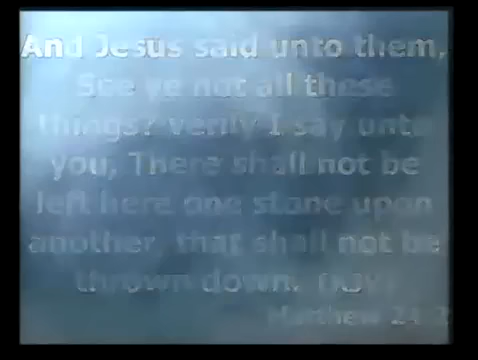 And Jesus said unto them,
See ye not all these
things? verily I say unto
you, There shall not be
left here one stone upon
another, that shall not be
thrown down. (KJV)
Matthew 24:2